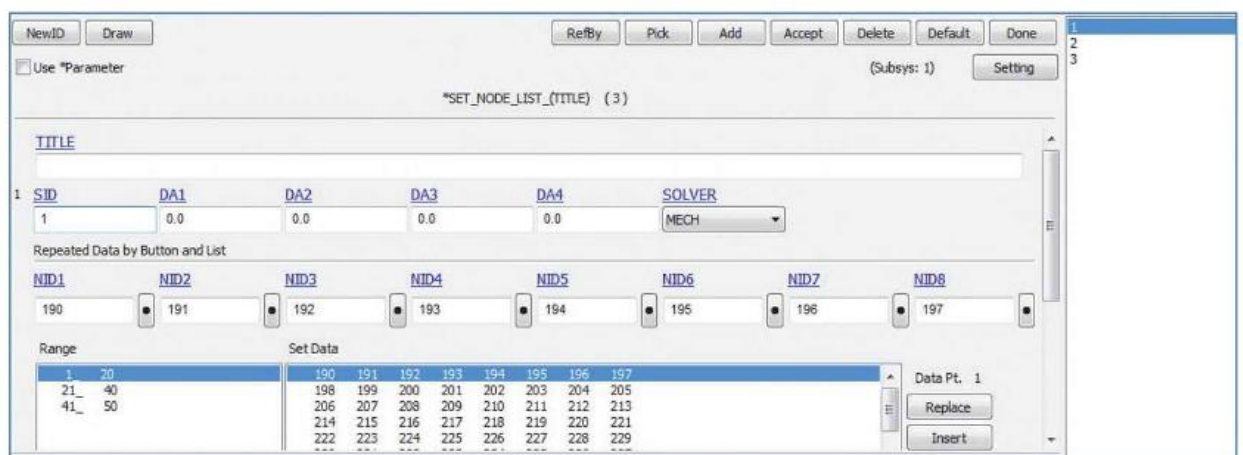 NewID Draw RefBy Pick Add Accept Delete Default Done
Use *Parameter (Subsys: 1) Setting
*SET_NODE_LIST_(TITLE) (3)
TITLE
1 SID DA1 DA2 DA3 DA4 SOLVER
1 0.0 0.0 0.0 0.0 MECH
Repeated Data by Button and List
NID1 NID2 NID3 NID4 NID5 NID6 NID7 NID8
190 191 192 193 194 195 196 197
Range Set Data
1_ 20 190 191 192 193 194 195 196 197 Data Pt. 1
21_ 40 198 199 200 201 202 203 204 205
41_ 50 206 207 208 209 210 211 212 213 Replace
214 215 216 217 218 219 220 221
222 223 224 225 226 227 228 229 Insert
1
2
3